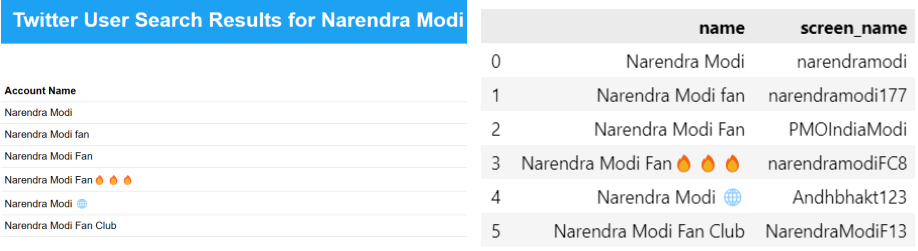 Twitter User Search Results for Narendra Modi
Account Name
Narendra Modi
Narendra Modi fan
Narendra Modi Fan
Narendra Modi Fan🔥 🔥 🔥
Narendra Modi 🌐
Narendra Modi Fan Club
name screen_name
0 Narendra Modi narendramodi
1 Narendra Modi fan narendramodi177
2 Narendra Modi Fan PMOIndiaModi
3 Narendra Modi Fan🔥 🔥 🔥 narendramodiFC8
4 Narendra Modi 🌐 Andhbhakt123
5 Narendra Modi Fan Club NarendraModiF13